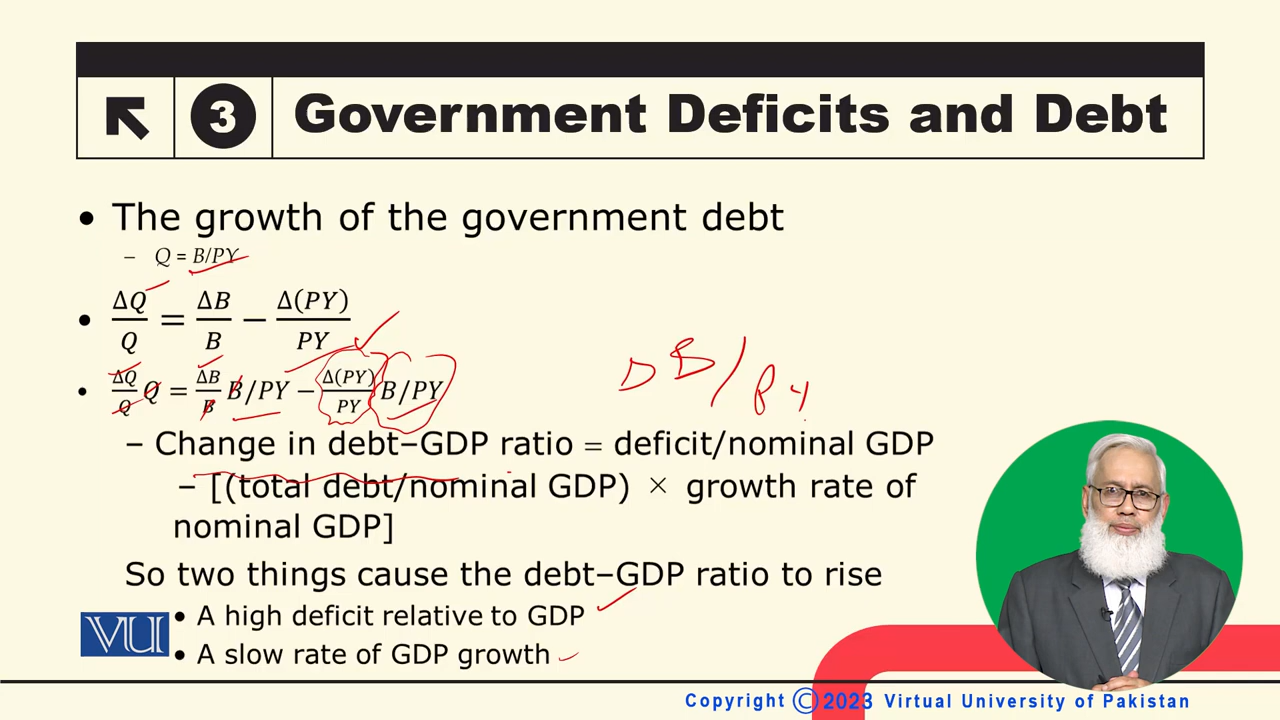 3 Government Deficits and Debt
• The growth of the government debt
– Q = B/PY
• ΔQ/Q = ΔB/B − Δ(PY)/PY
• ΔQ/Q Q = ΔB/B B/PY − Δ(PY)/PY B/PY
ΔB/PY
– Change in debt–GDP ratio = deficit/nominal GDP
– [(total debt/nominal GDP) × growth rate of
nominal GDP]
So two things cause the debt–GDP ratio to rise
• A high deficit relative to GDP
• A slow rate of GDP growth
VU
Copyright © 2023 Virtual University of Pakistan